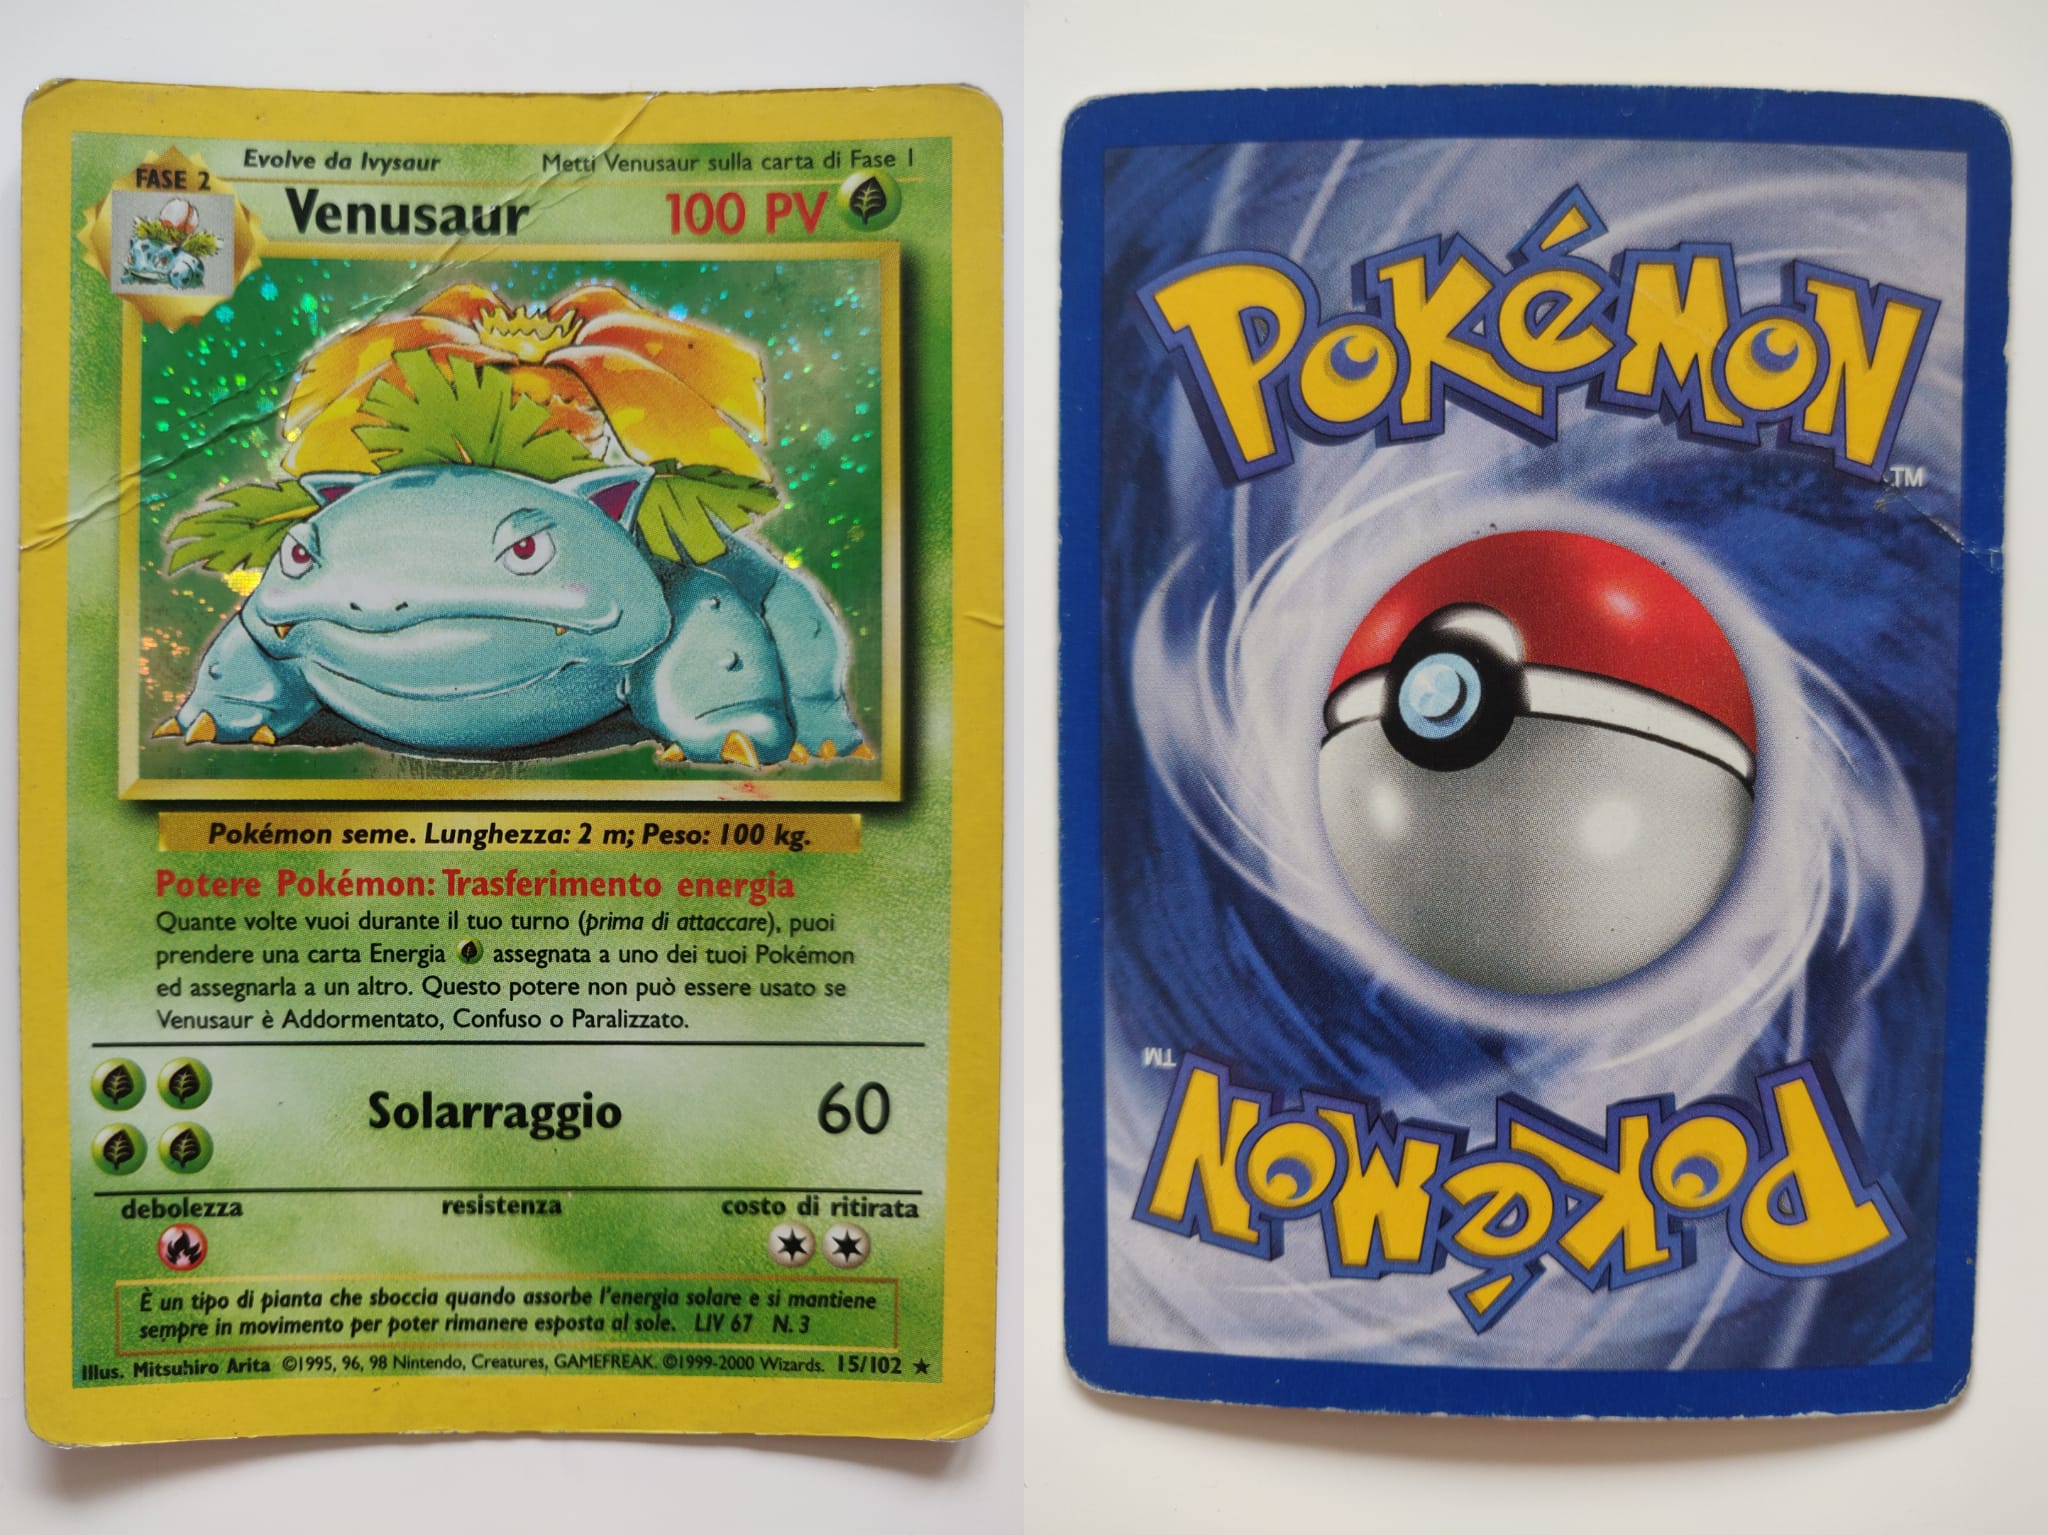 Evolve da Ivysaur
Metti Venusaur sulla carta di Fase 1
FASE 2
Venusaur
100 PV
Pokémon seme. Lunghezza: 2 m; Peso: 100 kg.
Potere Pokémon: Trasferimento energia
Quante volte vuoi durante il tuo turno (prima di attaccare), puoi
prendere una carta Energia assegnata a uno dei tuoi Pokémon
ed assegnarla a un altro. Questo potere non può essere usato se
Venusaur è Addormentato, Confuso o Paralizzato.
Solarraggio 60
debolezza
resistenza
costo di ritirata
È un tipo di pianta che sboccia quando assorbe l'energia solare e si mantiene
sempre in movimento per poter rimanere esposta al sole. LIV 67 N. 3
Illus. Mitsuhiro Arita ©1995, 96, 98 Nintendo, Creatures, GAMEFREAK. ©1999-2000 Wizards. 15/102 ★
POKéMON
TM
TM
POKéMON